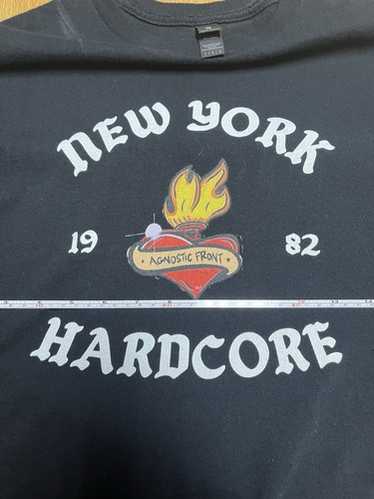 NEW YORK
19 82
AGNOSTIC FRONT
HARDCORE